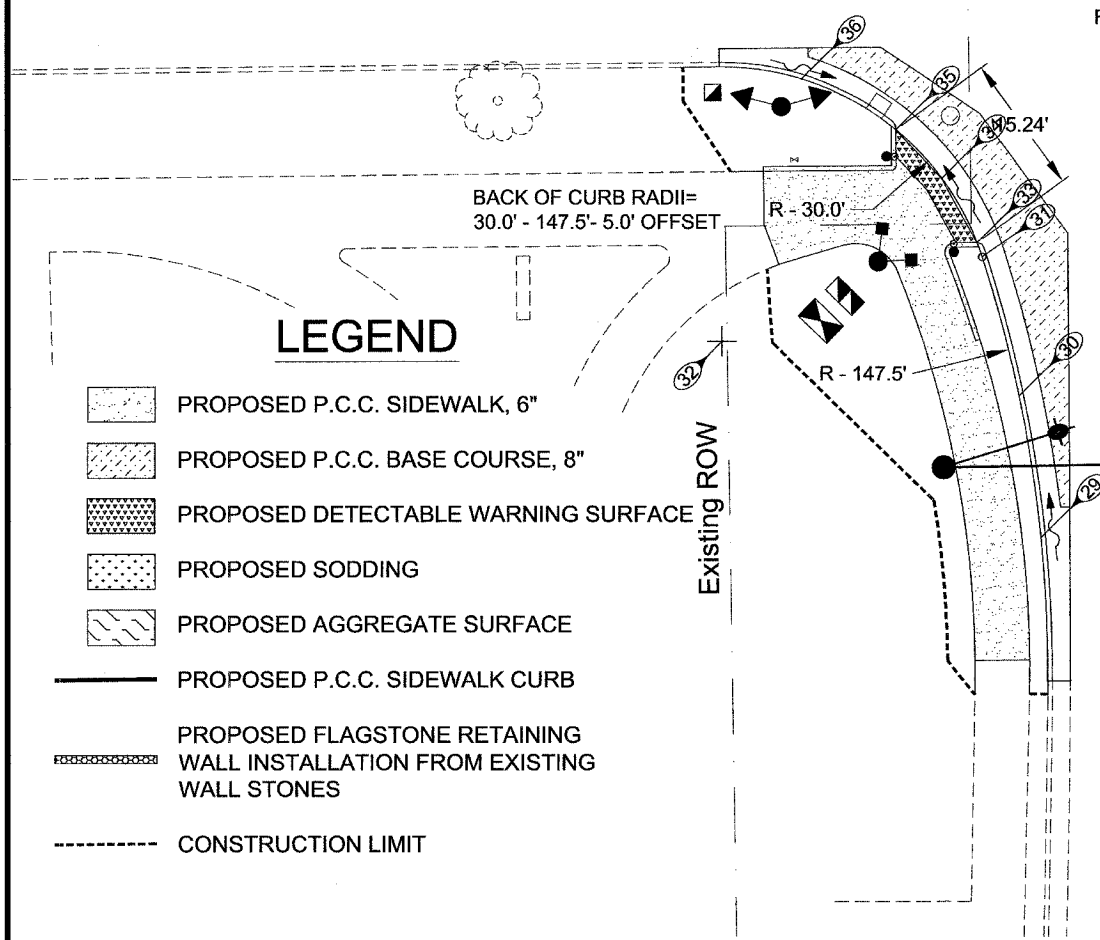 36
35
15.24'
34
33
31
BACK OF CURB RADII=
30.0' - 147.5'- 5.0' OFFSET
R - 30.0'
LEGEND
32
R - 147.5'
30
29
Existing ROW
PROPOSED P.C.C. SIDEWALK, 6"
PROPOSED P.C.C. BASE COURSE, 8"
PROPOSED DETECTABLE WARNING SURFACE
PROPOSED SODDING
PROPOSED AGGREGATE SURFACE
PROPOSED P.C.C. SIDEWALK CURB
PROPOSED FLAGSTONE RETAINING
WALL INSTALLATION FROM EXISTING
WALL STONES
CONSTRUCTION LIMIT